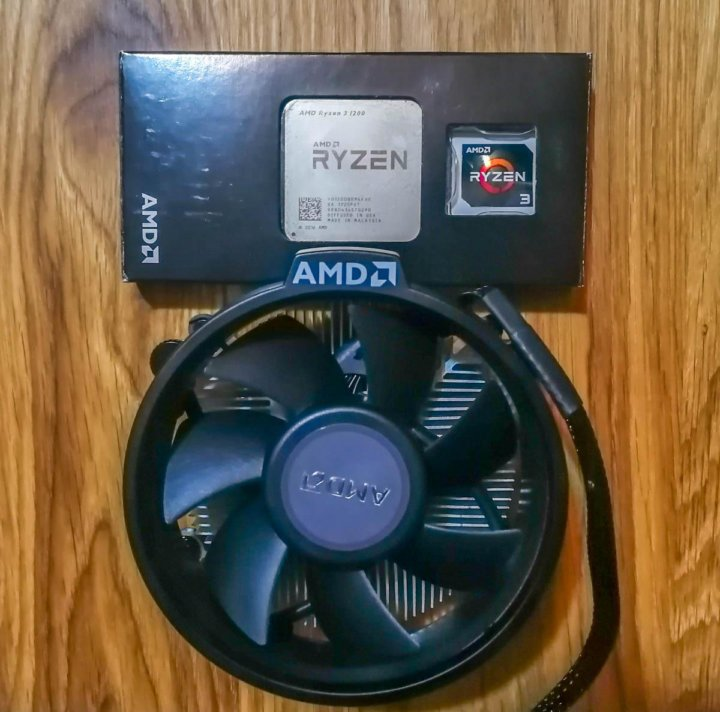 AMD Ryzen 3 1200
AMD
RYZEN
DIFFUSED IN USA
MADE IN MALAYSIA
© 2016 AMD
AMD
RYZEN
3
AMD
AMD
AMD